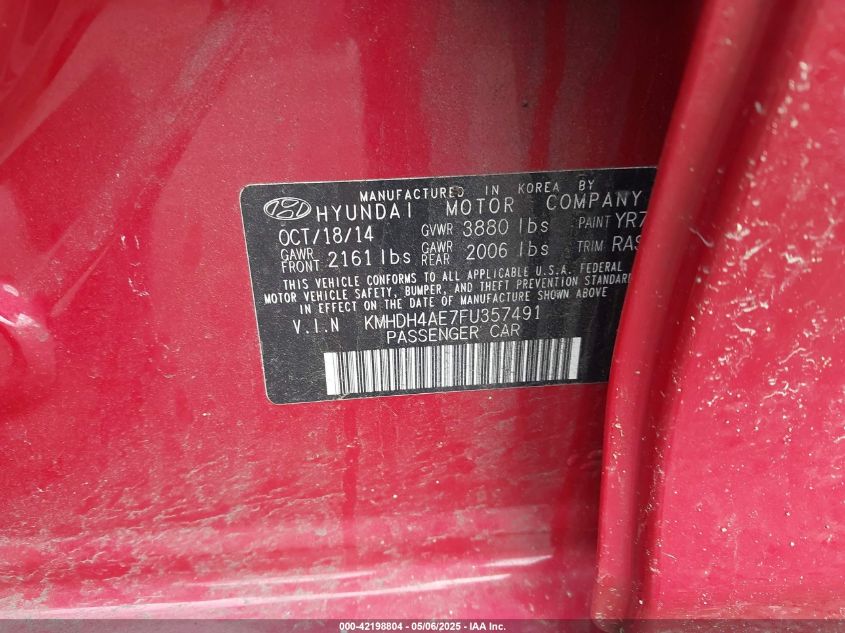 MANUFACTURED IN KOREA BY
HYUNDAI MOTOR COMPANY
OCT/18/14 GVWR 3880 lbs PAINT YR7
GAWR FRONT 2161 lbs GAWR REAR 2006 lbs TRIM RAS
THIS VEHICLE CONFORMS TO ALL APPLICABLE U.S.A. FEDERAL
MOTOR VEHICLE SAFETY, BUMPER, AND THEFT PREVENTION STANDARD
IN EFFECT ON THE DATE OF MANUFACTURE SHOWN ABOVE
V.I.N KMHDH4AE7FU357491
PASSENGER CAR
000-42198804 - 05/06/2025 - IAA Inc.